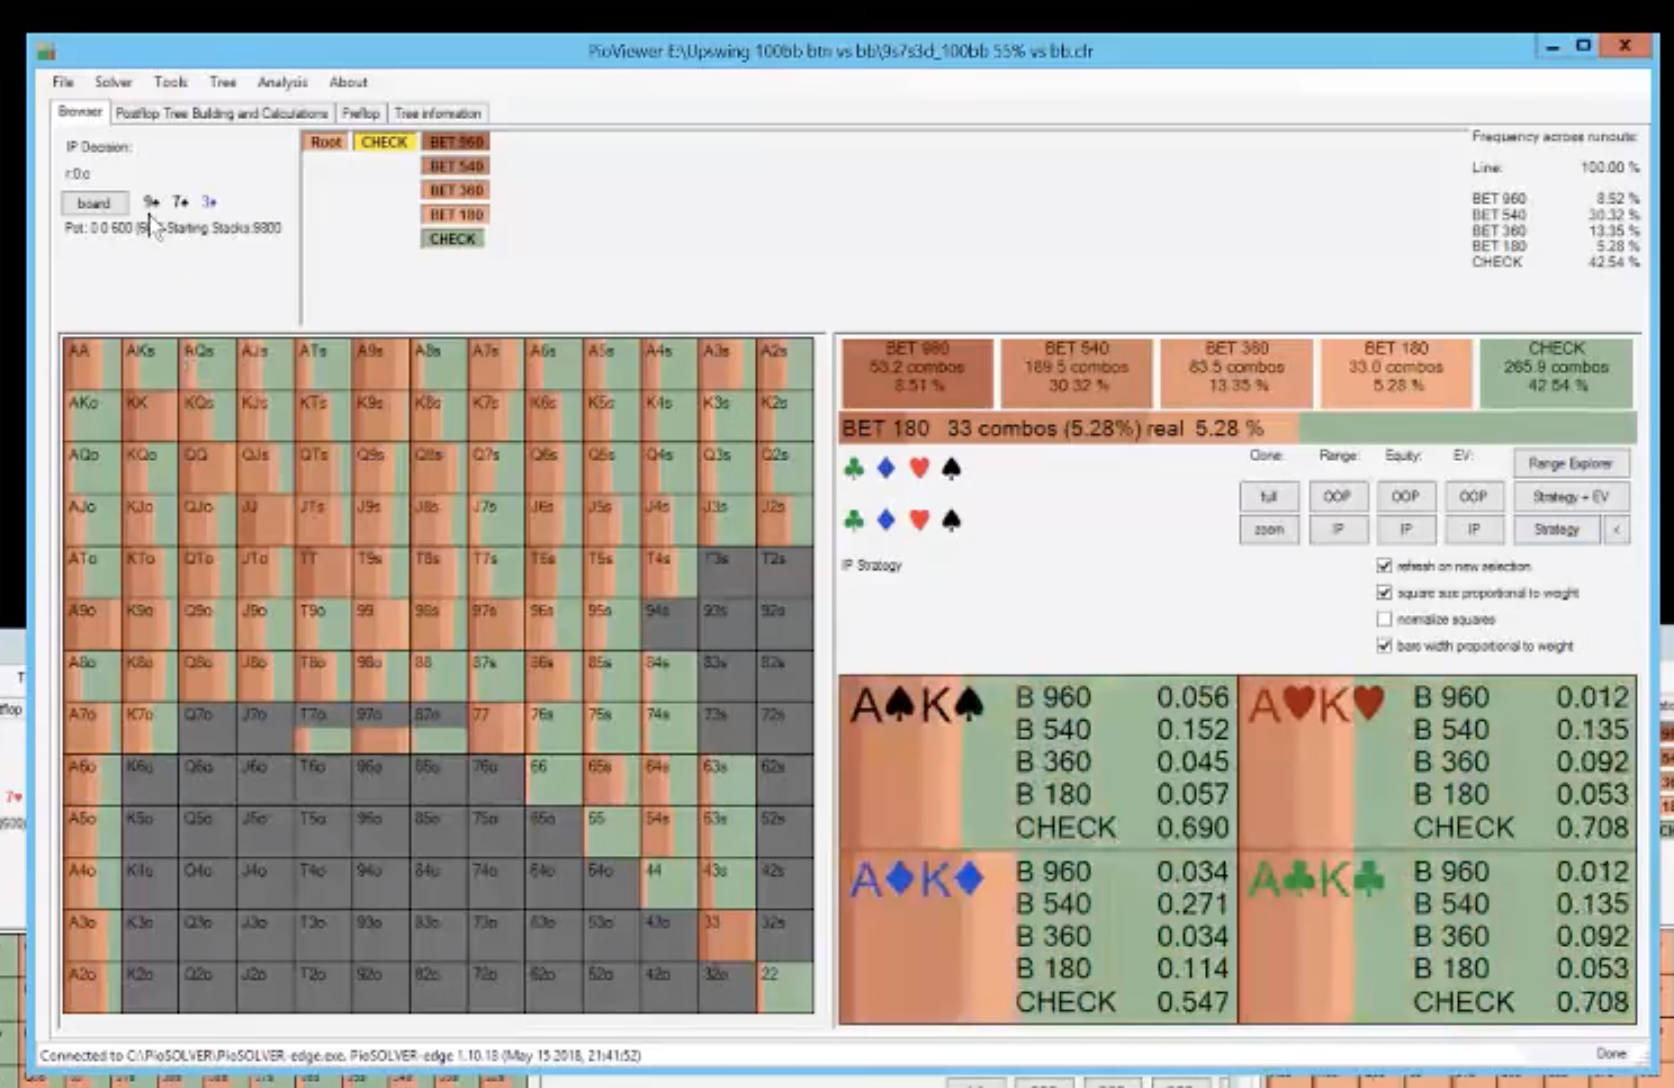 PioViewer E:\Upswing 100bb btn vs bb\9s7s3d_100bb 55% vs bb.cfr
File Solver Tools Tree Analysis About
Browser Postflop Tree Building and Calculations Preflop Tree information
IP Decision:
r:0:c
board 9♠ 7♠ 3♦
Pot: 0 0 600 Starting Stacks:9800
Root CHECK BET 960
BET 540
BET 360
BET 180
CHECK
Frequency across runouts:
Line: 100.00 %
BET 960 8.52 %
BET 540 30.32 %
BET 360 13.35 %
BET 180 5.28 %
CHECK 42.54 %
AA AKs AQs AJs ATs A9s A8s A7s A6s A5s A4s A3s A2s
AKo KK KQs KJs KTs K9s K8s K7s K6s K5s K4s K3s K2s
AQo KQo QQ QJs QTs Q9s Q8s Q7s Q6s Q5s Q4s Q3s Q2s
AJo KJo QJo JJ JTs J9s J8s J7s J6s J5s J4s J3s J2s
ATo KTo QTo JTo TT T9s T8s T7s T6s T5s T4s T3s T2s
A9o K9o Q9o J9o T9o 99 98s 97s 96s 95s 94s 93s 92s
A8o K8o Q8o J8o T8o 98o 88 87s 86s 85s 84s 83s 82s
A7o K7o Q7o J7o T7o 97o 87o 77 76s 75s 74s 73s 72s
A6o K6o Q6o J6o T6o 96o 86o 76o 66 65s 64s 63s 62s
A5o K5o Q5o J5o T5o 95o 85o 75o 65o 55 54s 53s 52s
A4o K4o Q4o J4o T4o 94o 84o 74o 64o 54o 44 43s 42s
A3o K3o Q3o J3o T3o 93o 83o 73o 63o 53o 43o 33 32s
A2o K2o Q2o J2o T2o 92o 82o 72o 62o 52o 42o 32o 22
BET 960 BET 540 BET 360 BET 180 CHECK
53.2 combos 189.5 combos 83.5 combos 33.0 combos 265.9 combos
8.51 % 30.32 % 13.35 % 5.28 % 42.54 %
BET 180 33 combos (5.28%) real 5.28 %
Clone: Range: Equity: EV: Range Explorer
full OOP OOP OOP Strategy + EV
zoom IP IP IP Strategy <
IP Strategy
refresh on new selection
square size proportional to weight
normalize squares
bars width proportional to weight
A♠K♠ B 960 0.056
B 540 0.152
B 360 0.045
B 180 0.057
CHECK 0.690
A♥K♥ B 960 0.012
B 540 0.135
B 360 0.092
B 180 0.053
CHECK 0.708
A♦K♦ B 960 0.034
B 540 0.271
B 360 0.034
B 180 0.114
CHECK 0.547
A♣K♣ B 960 0.012
B 540 0.135
B 360 0.092
B 180 0.053
CHECK 0.708
Connected to C:\PioSOLVER\PioSOLVER-edge.exe. PioSOLVER-edge 1.10.18 (May 15 2018, 21:41:52)
Done